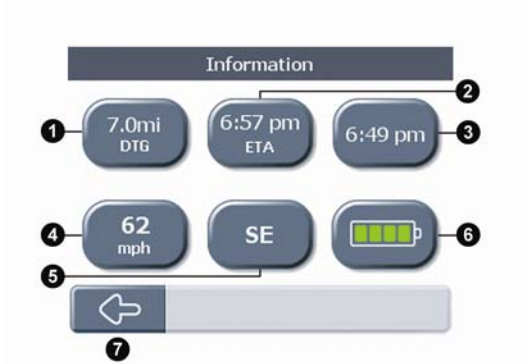 Information
7.0mi
DTG
6:57 pm
ETA
6:49 pm
62
mph
SE
1
2
3
4
5
6
7